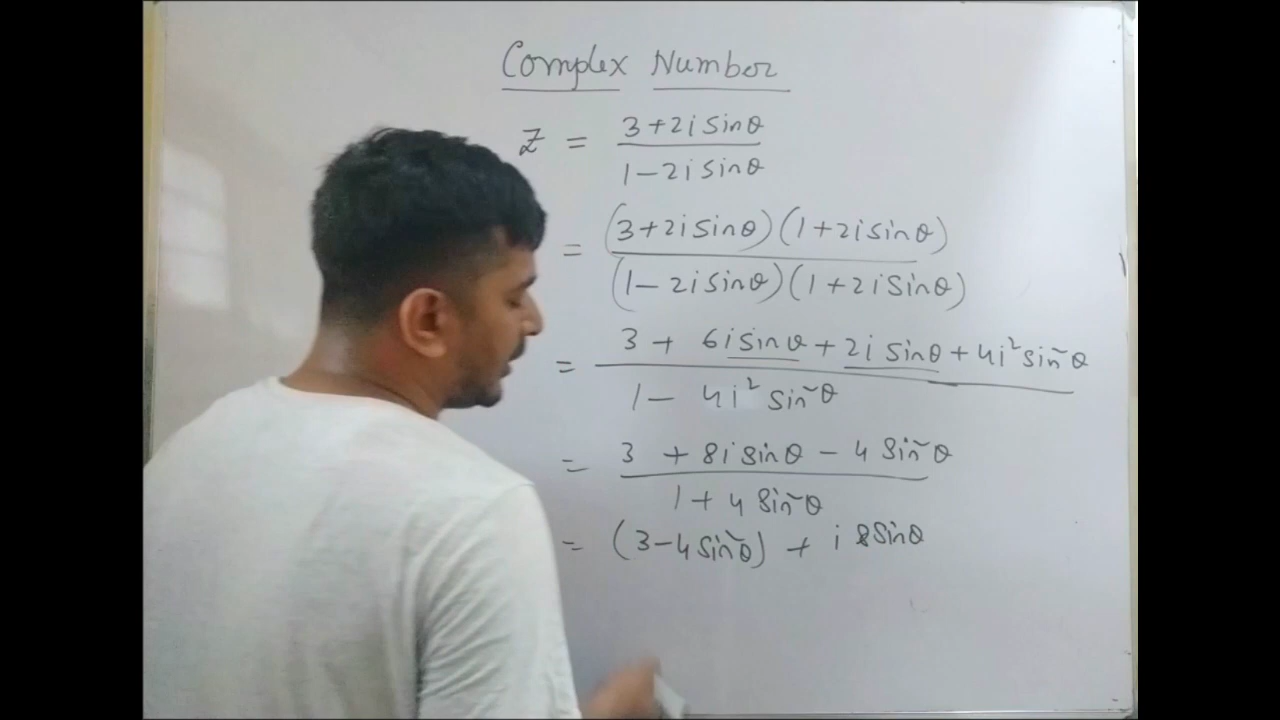 Complex Number
Z = 3+2i sinθ / 1-2i sinθ
= (3+2i sinθ)(1+2i sinθ) / (1-2i sinθ)(1+2i sinθ)
= 3 + 6i sinθ + 2i sinθ + 4i² sin²θ / 1 - 4i² sin²θ
= 3 + 8i sinθ - 4 sin²θ / 1 + 4 sin²θ
= (3-4 sin²θ) + i 8 sinθ